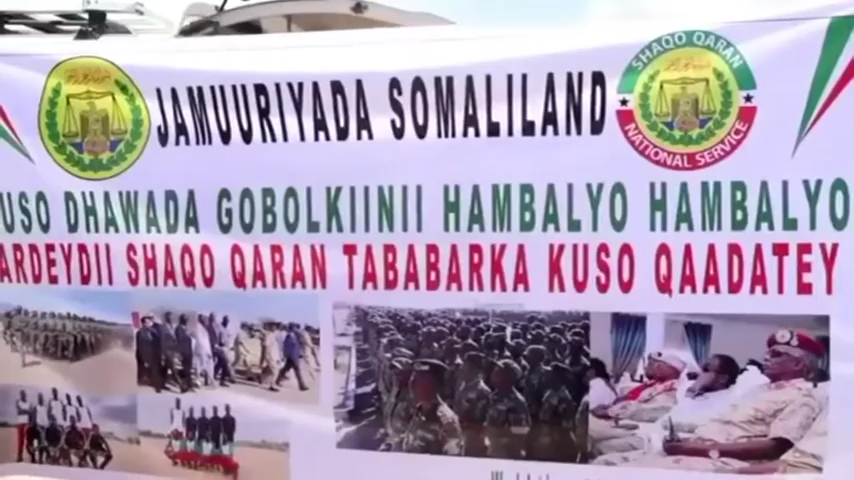 JAMUURIYADA SOMALILAND
SHAQO QARAN
NATIONAL SERVICE
USO DHAWADA GOBOLKIINII HAMBALYO HAMBALYO
ARDEYDII SHAQO QARAN TABABARKA KUSO QAADATEY